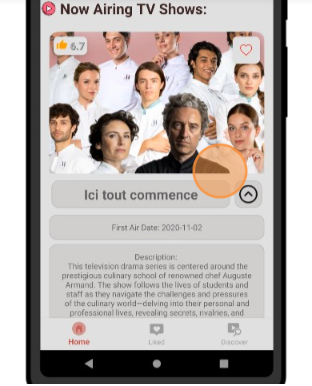 Now Airing TV Shows:
6.7
Ici tout commence
First Air Date: 2020-11-02
Description:
This television drama series is centered around the
prestigious culinary school of renowned chef Auguste
Armand. The show follows the lives of students and
staff as they navigate the challenges and pressures
of the culinary world—delving into their personal and
professional lives, revealing secrets, rivalries, and
Home Liked Discover